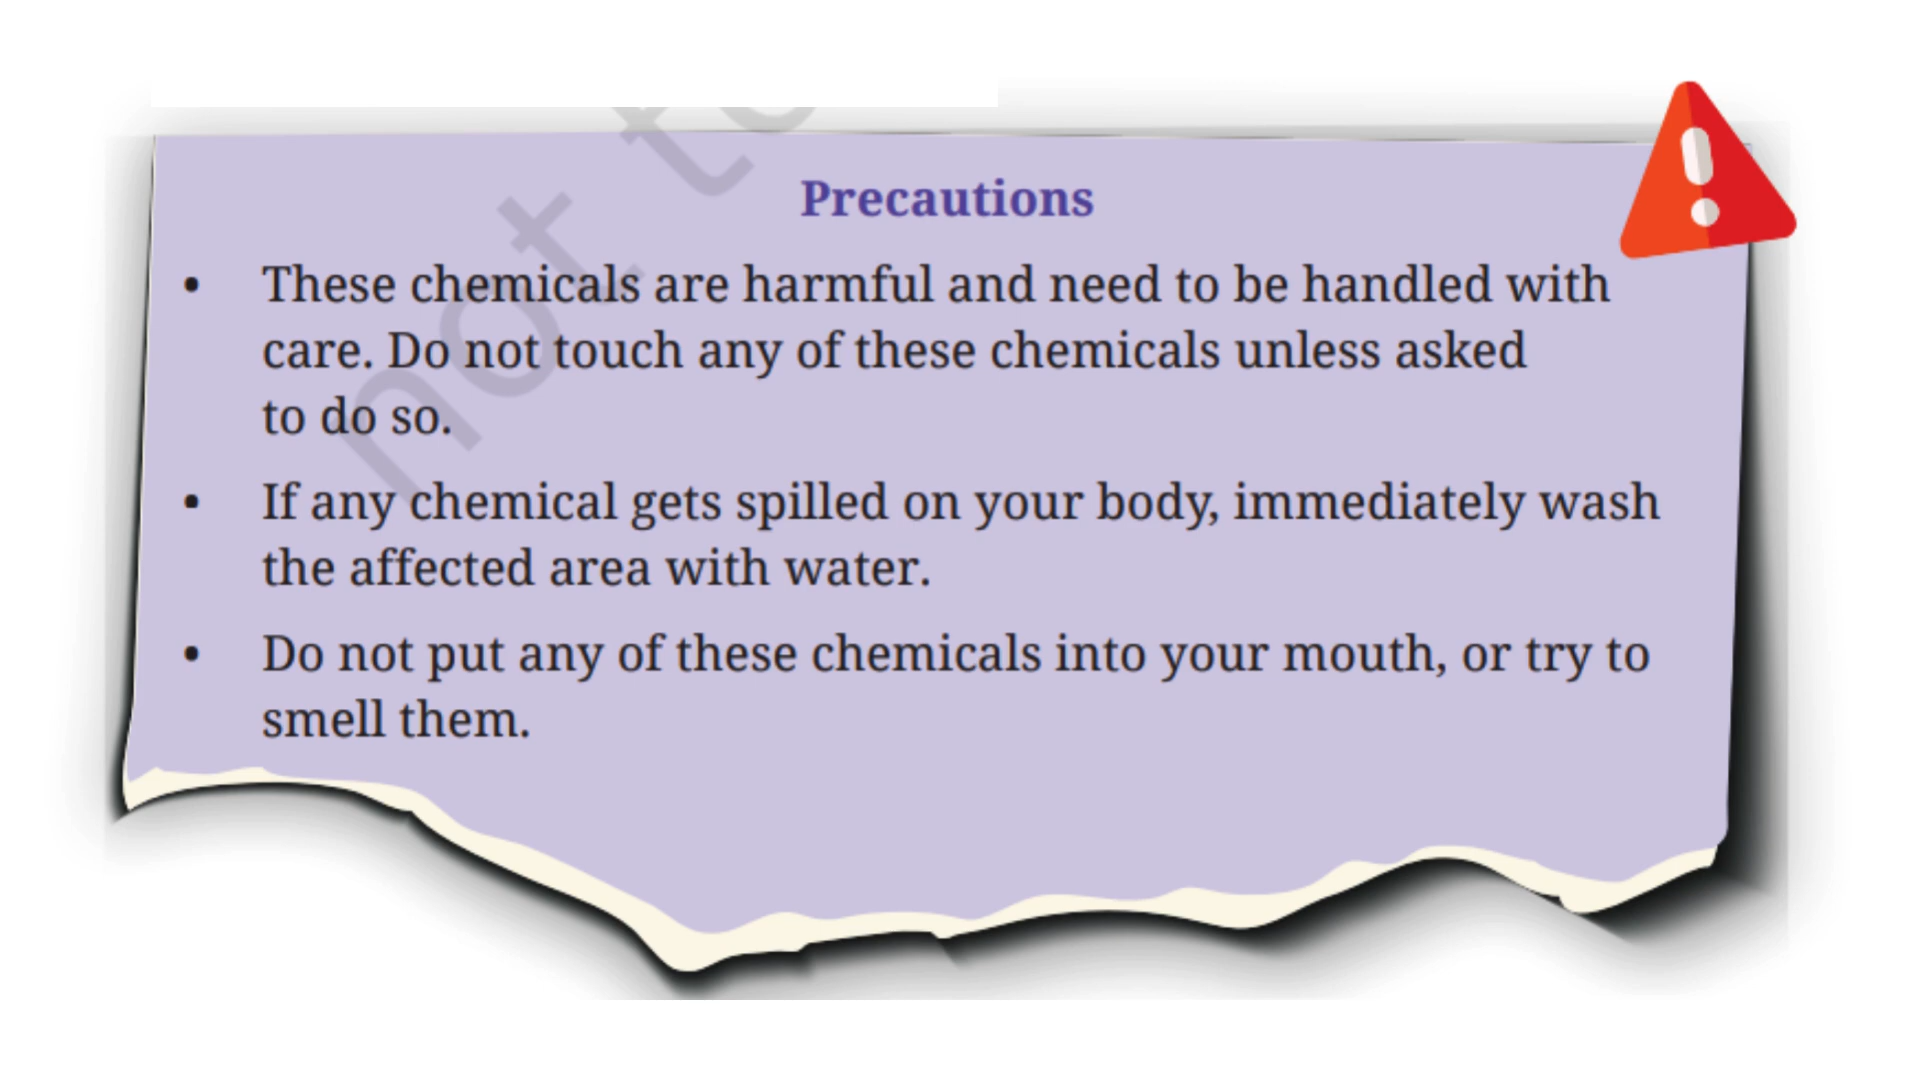 Precautions
• These chemicals are harmful and need to be handled with
care. Do not touch any of these chemicals unless asked
to do so.
• If any chemical gets spilled on your body, immediately wash
the affected area with water.
• Do not put any of these chemicals into your mouth, or try to
smell them.
not to